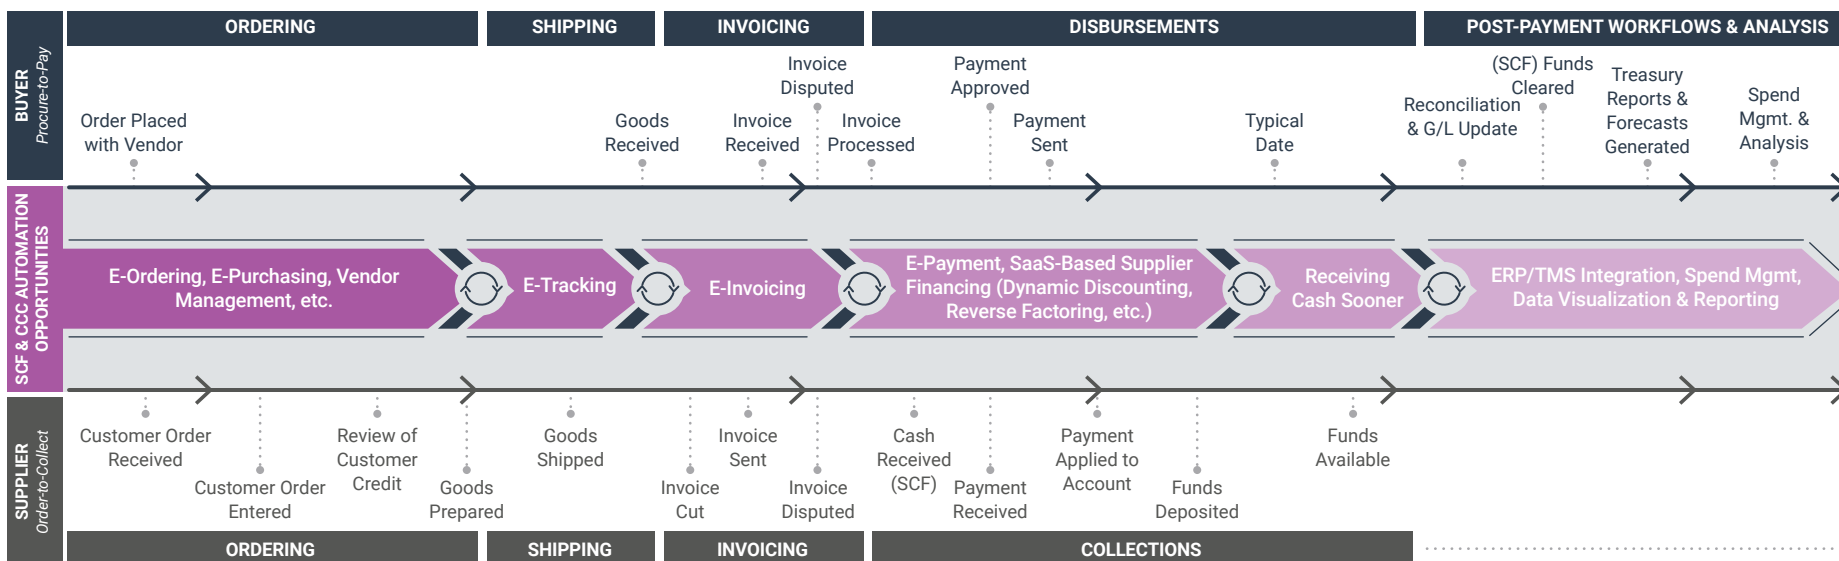 BUYER
Procure-to-Pay
ORDERING
SHIPPING
INVOICING
DISBURSEMENTS
POST-PAYMENT WORKFLOWS & ANALYSIS
Order Placed
with Vendor
Goods
Received
Invoice
Received
Invoice
Disputed
Invoice
Processed
Payment
Approved
Payment
Sent
Typical
Date
Reconciliation
& G/L Update
(SCF) Funds
Cleared
Treasury
Reports &
Forecasts
Generated
Spend
Mgmt. &
Analysis
SCF & CCC AUTOMATION
OPPORTUNITIES
E-Ordering, E-Purchasing, Vendor
Management, etc.
E-Tracking
E-Invoicing
E-Payment, SaaS-Based Supplier
Financing (Dynamic Discounting,
Reverse Factoring, etc.)
Receiving
Cash Sooner
ERP/TMS Integration, Spend Mgmt,
Data Visualization & Reporting
SUPPLIER
Order-to-Collect
Customer Order
Received
Customer Order
Entered
Review of
Customer
Credit
Goods
Prepared
Goods
Shipped
Invoice
Cut
Invoice
Sent
Invoice
Disputed
Cash
Received
(SCF)
Payment
Received
Payment
Applied to
Account
Funds
Deposited
Funds
Available
ORDERING
SHIPPING
INVOICING
COLLECTIONS